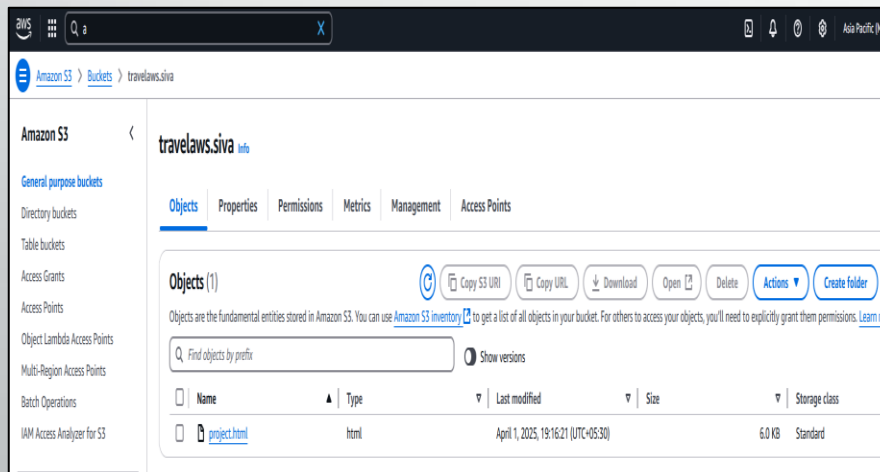 aws
a
Asia Pacific (
Amazon S3 > Buckets > travelaws.siva
Amazon S3
General purpose buckets
Directory buckets
Table buckets
Access Grants
Access Points
Object Lambda Access Points
Multi-Region Access Points
Batch Operations
IAM Access Analyzer for S3
travelaws.siva Info
Objects Properties Permissions Metrics Management Access Points
Objects (1)
Copy S3 URI Copy URL Download Open Delete Actions Create folder
Objects are the fundamental entities stored in Amazon S3. You can use Amazon S3 inventory to get a list of all objects in your bucket. For others to access your objects, you'll need to explicitly grant them permissions. Learn
Find objects by prefix
Show versions
Name Type Last modified Size Storage class
project.html html April 1, 2025, 19:16:21 (UTC+05:30) 6.0 KB Standard